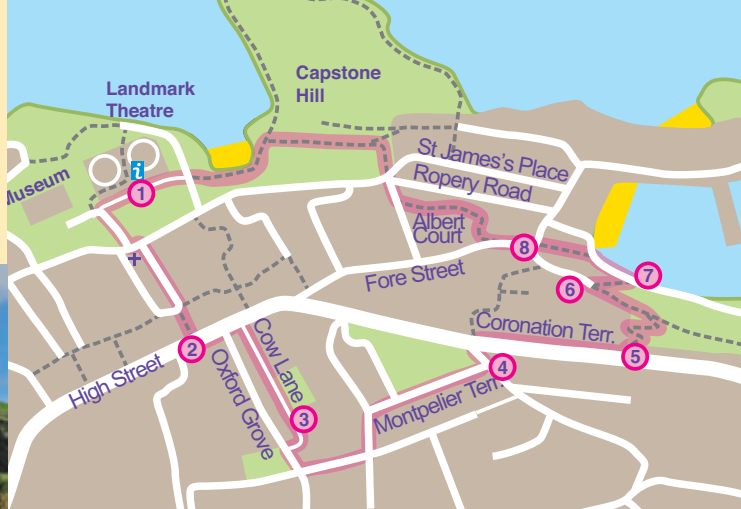 Landmark
Theatre
Capstone
Hill
Museum
i
1
St James's Place
Ropery Road
Albert
Court
8
7
6
Fore Street
Coronation Terr.
5
2
High Street
Oxford Grove
Cow Lane
3
4
Montpelier Terr.